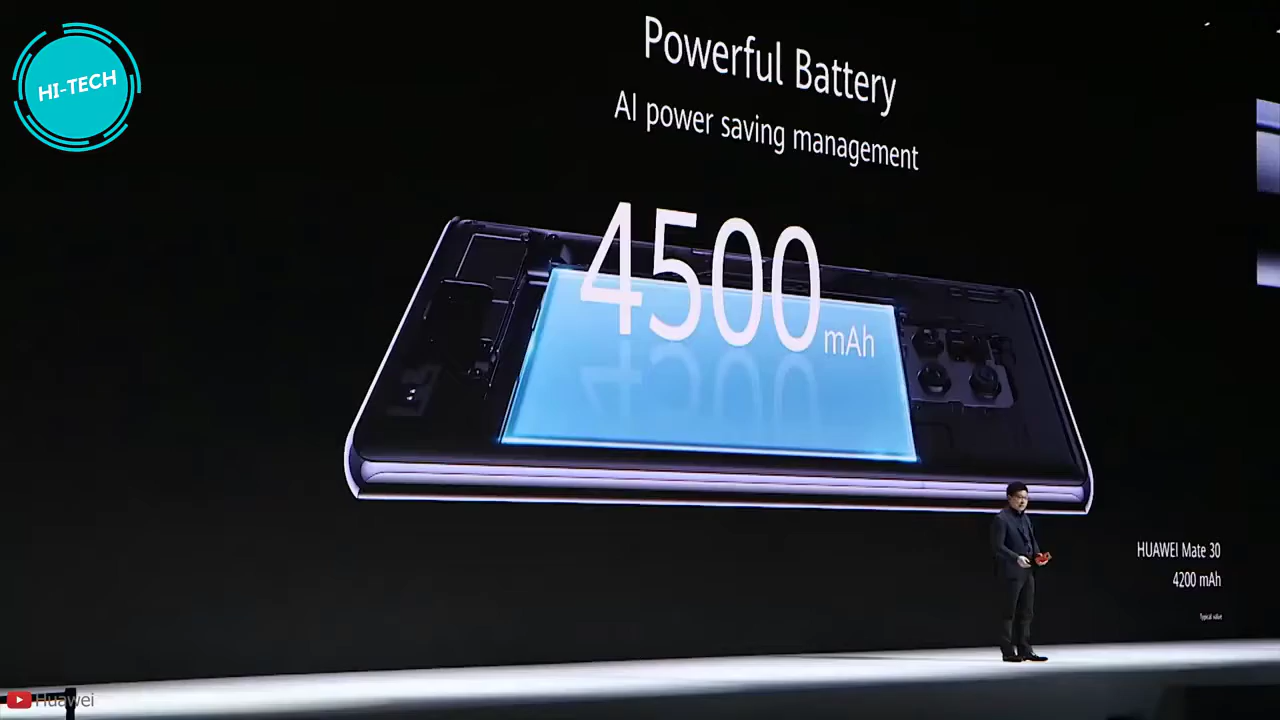 HI-TECH
Powerful Battery
AI power saving management
4500 mAh
HUAWEI Mate 30
4200 mAh
Typical value
Huawei